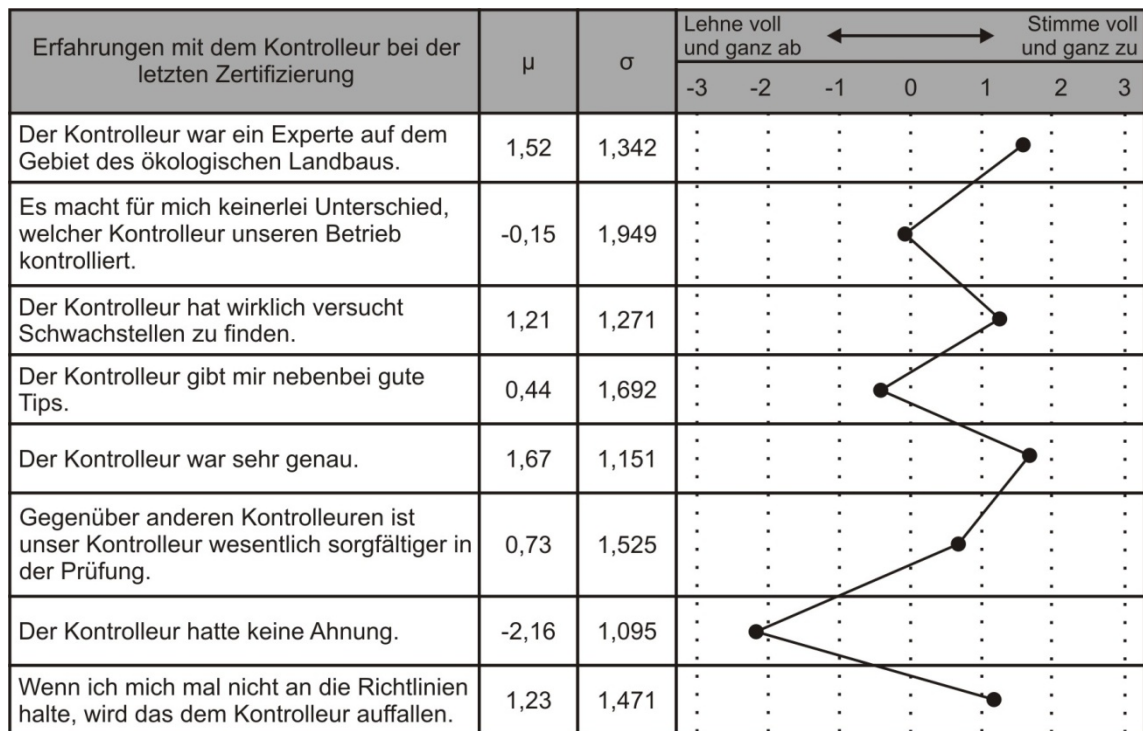 Erfahrungen mit dem Kontrolleur bei der
letzten Zertifizierung
μ
σ
Lehne voll
und ganz ab
Stimme voll
und ganz zu
-3 -2 -1 0 1 2 3
Der Kontrolleur war ein Experte auf dem
Gebiet des ökologischen Landbaus.
1,52
1,342
Es macht für mich keinerlei Unterschied,
welcher Kontrolleur unseren Betrieb
kontrolliert.
-0,15
1,949
Der Kontrolleur hat wirklich versucht
Schwachstellen zu finden.
1,21
1,271
Der Kontrolleur gibt mir nebenbei gute
Tips.
0,44
1,692
Der Kontrolleur war sehr genau.
1,67
1,151
Gegenüber anderen Kontrolleuren ist
unser Kontrolleur wesentlich sorgfältiger in
der Prüfung.
0,73
1,525
Der Kontrolleur hatte keine Ahnung.
-2,16
1,095
Wenn ich mich mal nicht an die Richtlinien
halte, wird das dem Kontrolleur auffallen.
1,23
1,471